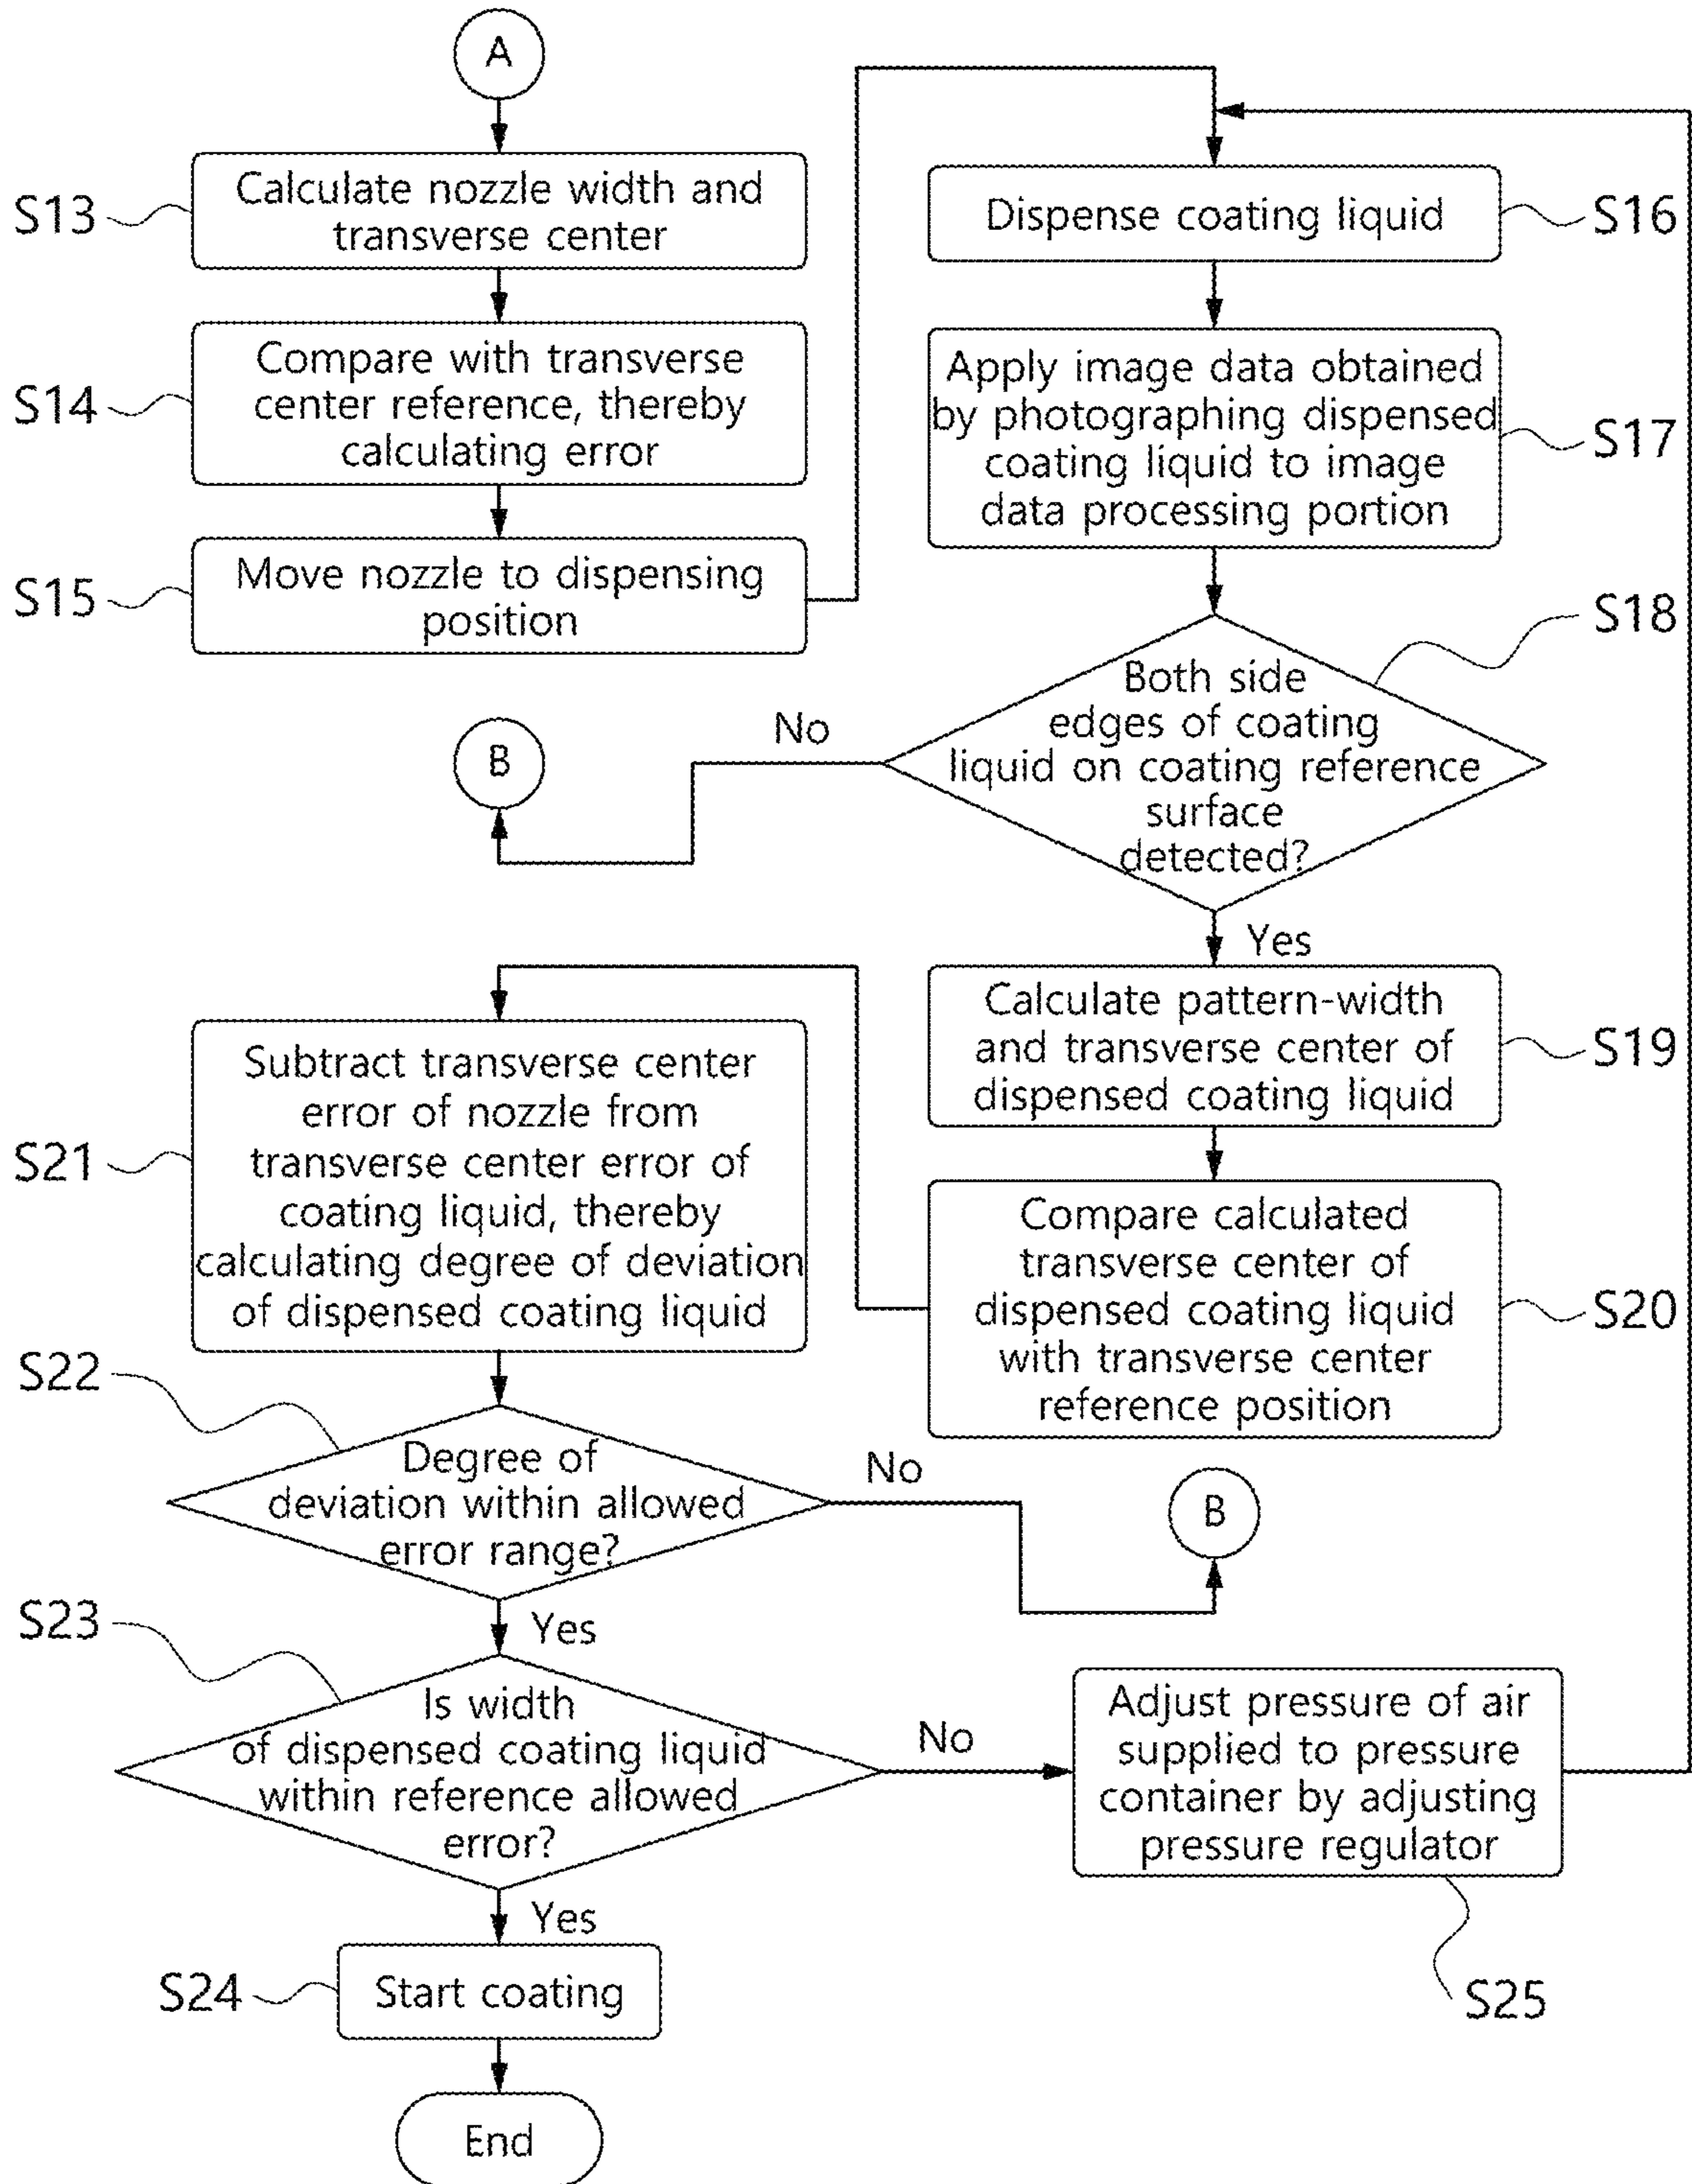 A
S13
Calculate nozzle width and
transverse center
S14
Compare with transverse
center reference, thereby
calculating error
S15
Move nozzle to dispensing
position
Dispense coating liquid
S16
Apply image data obtained
by photographing dispensed
coating liquid to image
data processing portion
S17
S18
Both side
edges of coating
liquid on coating reference
surface
detected?
No
B
Yes
Calculate pattern-width
and transverse center of
dispensed coating liquid
S19
Compare calculated
transverse center of
dispensed coating liquid
with transverse center
reference position
S20
S21
Subtract transverse center
error of nozzle from
transverse center error of
coating liquid, thereby
calculating degree of deviation
of dispensed coating liquid
S22
Degree of
deviation within allowed
error range?
No
B
Yes
S23
Is width
of dispensed coating liquid
within reference allowed
error?
No
Adjust pressure of air
supplied to pressure
container by adjusting
pressure regulator
S25
Yes
S24
Start coating
End